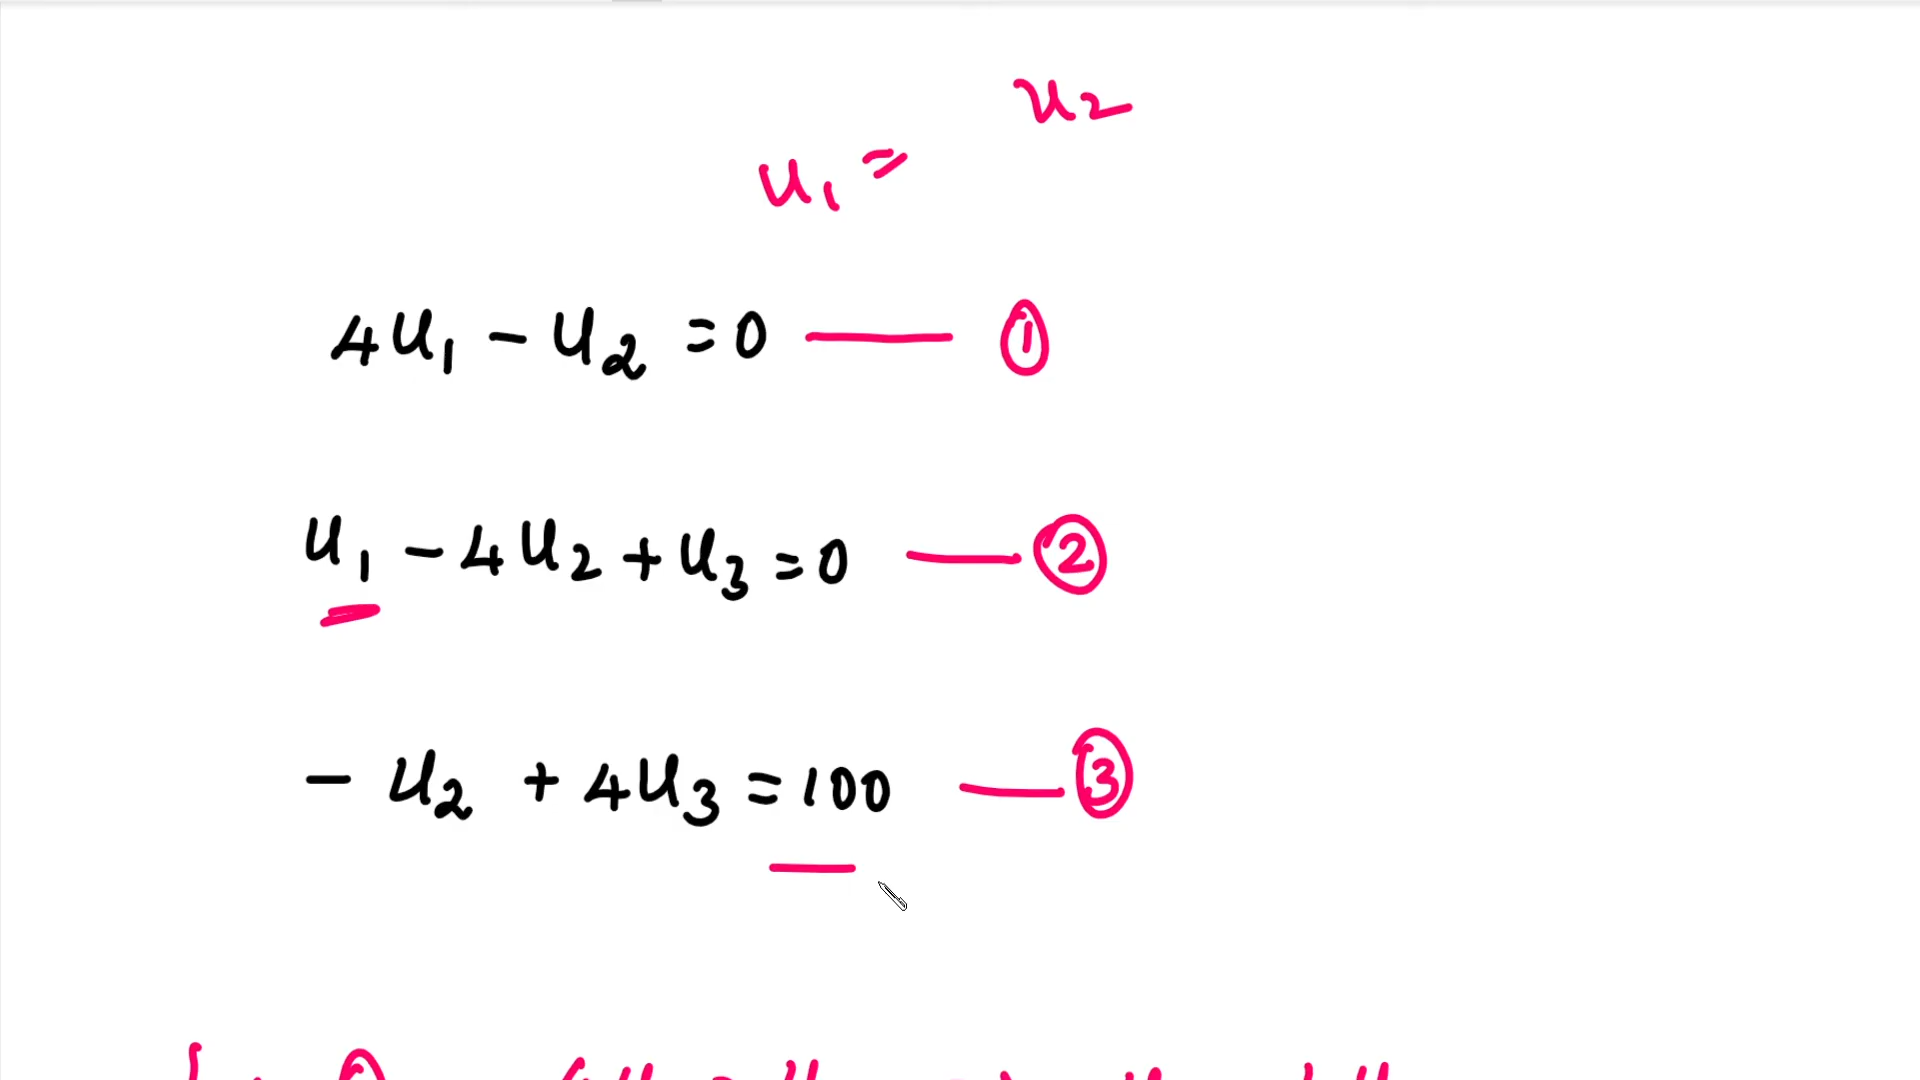 u2
u1 =
4u1 - u2 = 0 —— ①
u1 - 4u2 + u3 = 0 —— ②
- u2 + 4u3 = 100 —— ③